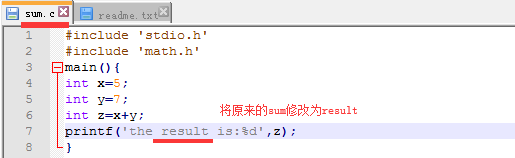 sum.c readme.txt
1 #include 'stdio.h'
2 #include 'math.h'
3 main(){
4 int x=5;
5 int y=7;
将原来的sum修改为result
6 int z=x+y;
7 printf('the result is:%d',z);
8 }